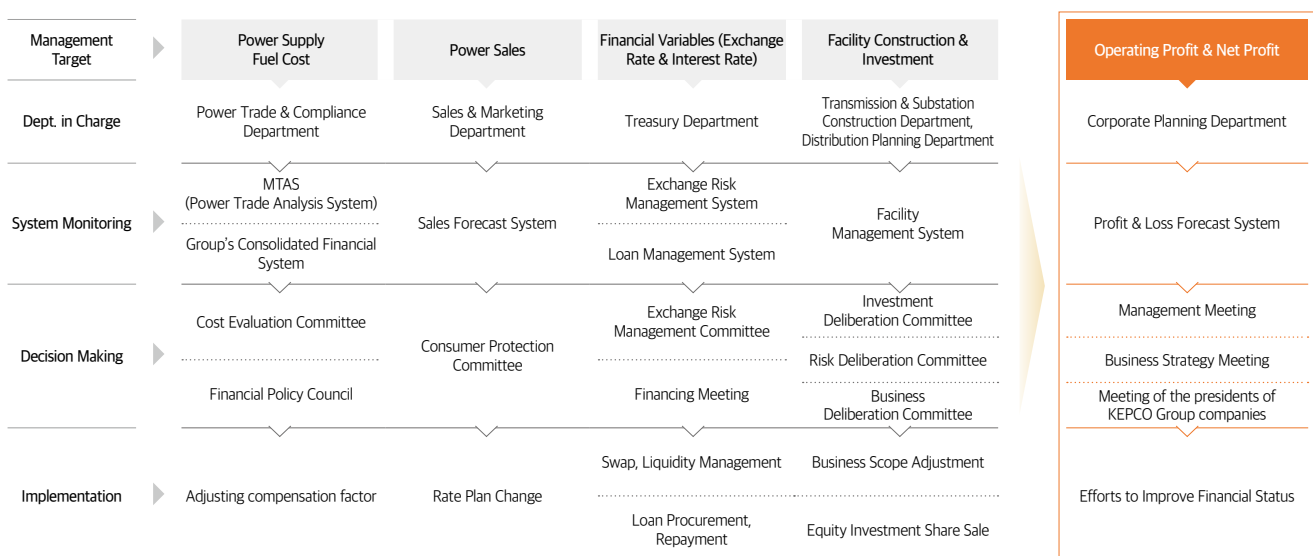 Management
Target
Power Supply
Fuel Cost
Power Sales
Financial Variables (Exchange
Rate & Interest Rate)
Facility Construction &
Investment
Operating Profit & Net Profit
Dept. in Charge
Power Trade & Compliance
Department
Sales & Marketing
Department
Treasury Department
Transmission & Substation
Construction Department,
Distribution Planning Department
Corporate Planning Department
System Monitoring
MTAS
(Power Trade Analysis System)
Group's Consolidated Financial
System
Sales Forecast System
Exchange Risk
Management System
Loan Management System
Facility
Management System
Profit & Loss Forecast System
Decision Making
Cost Evaluation Committee
Financial Policy Council
Consumer Protection
Committee
Exchange Risk
Management Committee
Financing Meeting
Investment
Deliberation Committee
Risk Deliberation Committee
Business
Deliberation Committee
Management Meeting
Business Strategy Meeting
Meeting of the presidents of
KEPCO Group companies
Implementation
Adjusting compensation factor
Rate Plan Change
Swap, Liquidity Management
Loan Procurement,
Repayment
Business Scope Adjustment
Equity Investment Share Sale
Efforts to Improve Financial Status